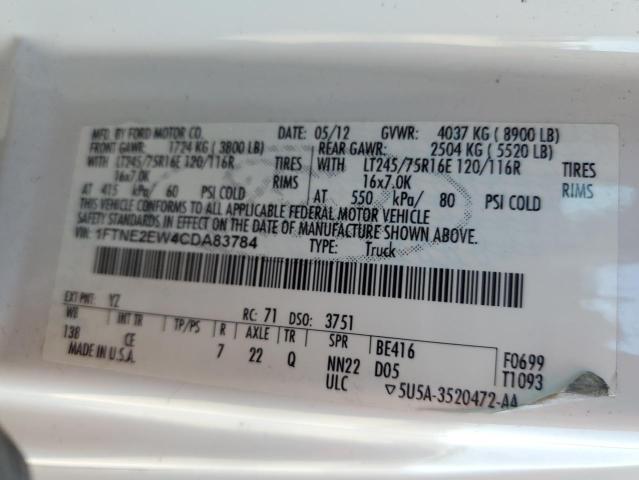 MFD. BY FORD MOTOR CO. DATE: 05/12 GVWR: 4037 KG ( 8900 LB)
FRONT GAWR: 1724 KG ( 3800 LB) REAR GAWR: 2504 KG ( 5520 LB)
WITH LT245/75R16E 120/116R TIRES WITH LT245/75R16E 120/116R TIRES
16x7.0K RIMS 16x7.0K RIMS
AT 415 kPa/ 60 PSI COLD AT 550 kPa/ 80 PSI COLD
THIS VEHICLE CONFORMS TO ALL APPLICABLE FEDERAL MOTOR VEHICLE
SAFETY AND THEFT PREVENTION STANDARDS IN EFFECT ON THE DATE OF MANUFACTURE SHOWN ABOVE.
VIN: 1FTNE2EW4CDA83784 TYPE: Truck
EXT PNT: YZ RC: 71 DSO: 3751
WB INT TR TP/PS R AXLE TR SPR BE416 F0699
138 CE 7 22 Q NN22 D05 T1093
MADE IN U.S.A. ULC ▽5U5A-3520472-AA